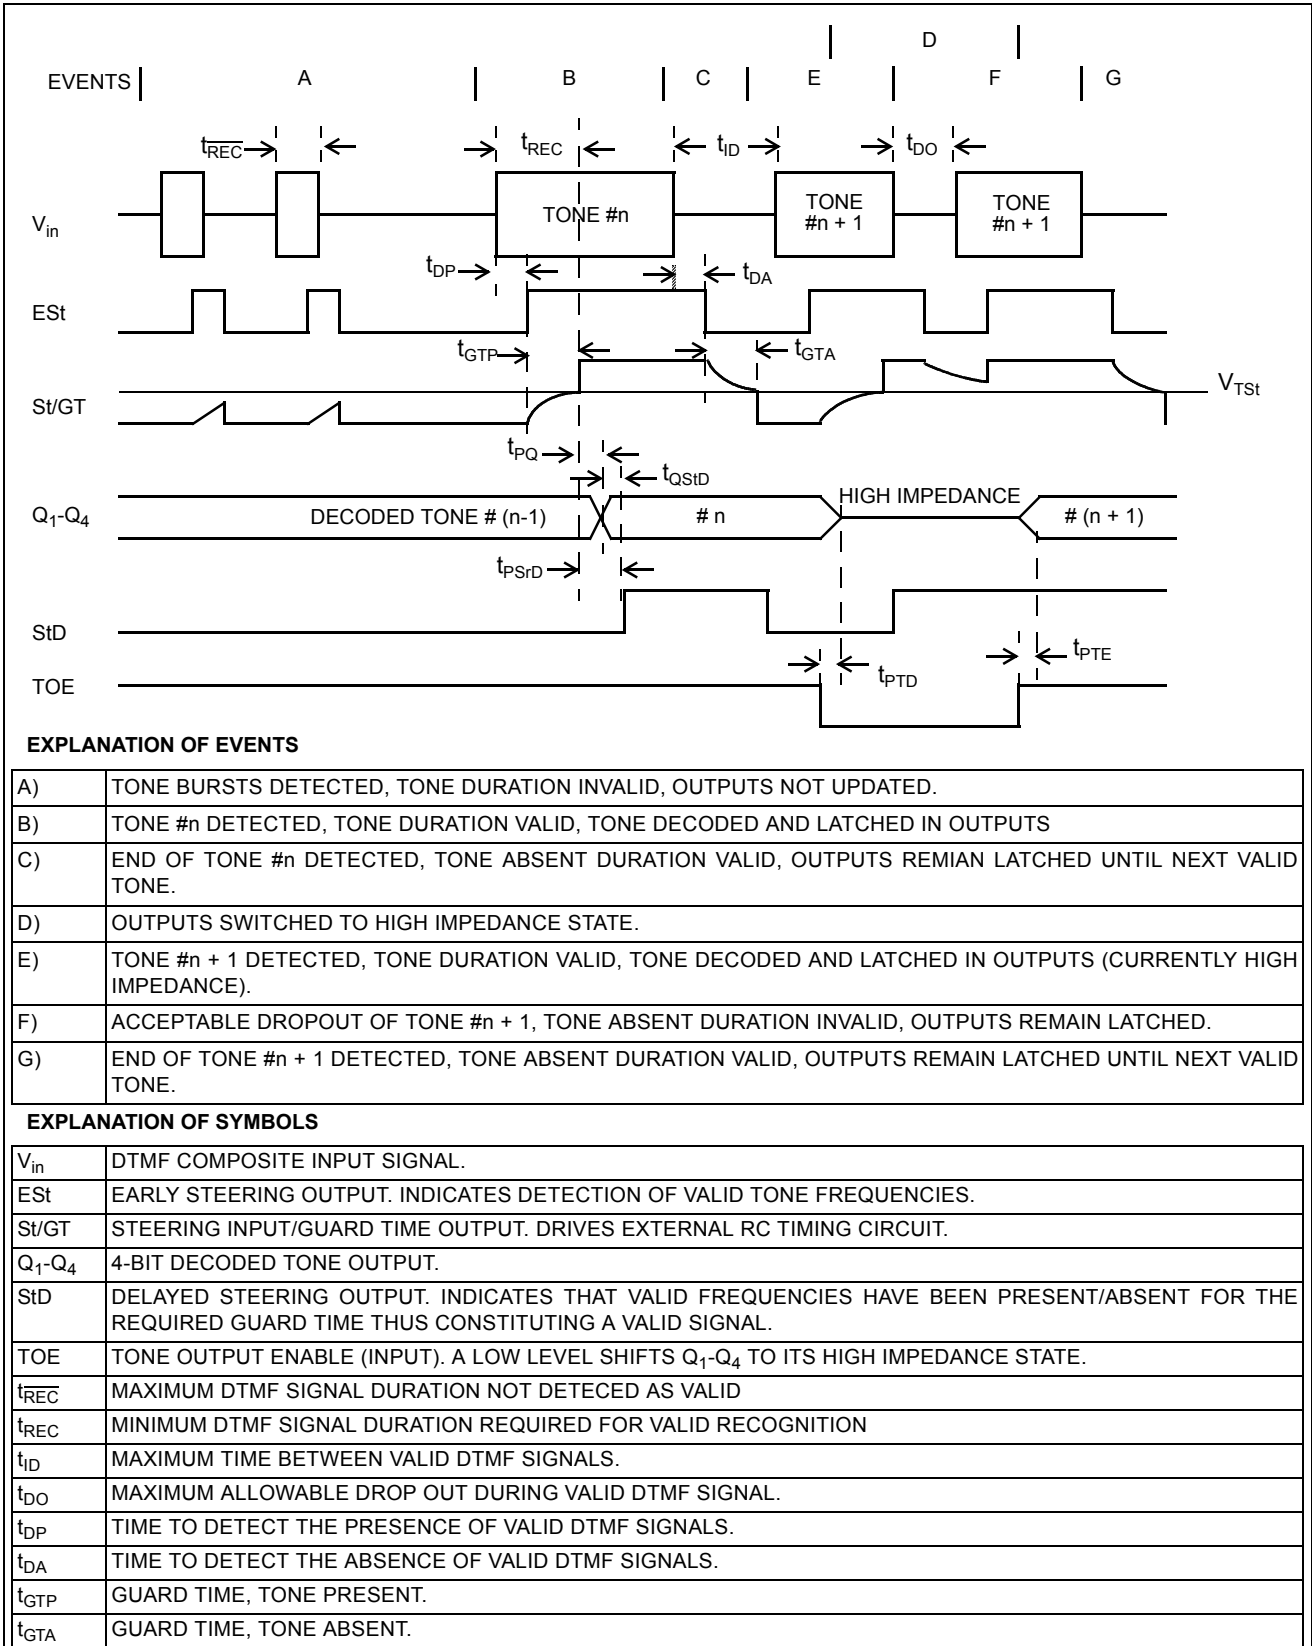 D
EVENTS A B C E F G
tREC tREC tID tDO
Vin TONE #n TONE #n + 1 TONE #n + 1
tDP tDA
ESt
tGTP tGTA
St/GT VTSt
tPQ
tQStD
Q1-Q4 DECODED TONE # (n-1) # n HIGH IMPEDANCE # (n + 1)
tPSrD
StD
tPTD tPTE
TOE
EXPLANATION OF EVENTS
A) TONE BURSTS DETECTED, TONE DURATION INVALID, OUTPUTS NOT UPDATED.
B) TONE #n DETECTED, TONE DURATION VALID, TONE DECODED AND LATCHED IN OUTPUTS
C) END OF TONE #n DETECTED, TONE ABSENT DURATION VALID, OUTPUTS REMIAN LATCHED UNTIL NEXT VALID
TONE.
D) OUTPUTS SWITCHED TO HIGH IMPEDANCE STATE.
E) TONE #n + 1 DETECTED, TONE DURATION VALID, TONE DECODED AND LATCHED IN OUTPUTS (CURRENTLY HIGH
IMPEDANCE).
F) ACCEPTABLE DROPOUT OF TONE #n + 1, TONE ABSENT DURATION INVALID, OUTPUTS REMAIN LATCHED.
G) END OF TONE #n + 1 DETECTED, TONE ABSENT DURATION VALID, OUTPUTS REMAIN LATCHED UNTIL NEXT VALID
TONE.
EXPLANATION OF SYMBOLS
Vin DTMF COMPOSITE INPUT SIGNAL.
ESt EARLY STEERING OUTPUT. INDICATES DETECTION OF VALID TONE FREQUENCIES.
St/GT STEERING INPUT/GUARD TIME OUTPUT. DRIVES EXTERNAL RC TIMING CIRCUIT.
Q1-Q4 4-BIT DECODED TONE OUTPUT.
StD DELAYED STEERING OUTPUT. INDICATES THAT VALID FREQUENCIES HAVE BEEN PRESENT/ABSENT FOR THE
REQUIRED GUARD TIME THUS CONSTITUTING A VALID SIGNAL.
TOE TONE OUTPUT ENABLE (INPUT). A LOW LEVEL SHIFTS Q1-Q4 TO ITS HIGH IMPEDANCE STATE.
tREC MAXIMUM DTMF SIGNAL DURATION NOT DETECED AS VALID
tREC MINIMUM DTMF SIGNAL DURATION REQUIRED FOR VALID RECOGNITION
tID MAXIMUM TIME BETWEEN VALID DTMF SIGNALS.
tDO MAXIMUM ALLOWABLE DROP OUT DURING VALID DTMF SIGNAL.
tDP TIME TO DETECT THE PRESENCE OF VALID DTMF SIGNALS.
tDA TIME TO DETECT THE ABSENCE OF VALID DTMF SIGNALS.
tGTP GUARD TIME, TONE PRESENT.
tGTA GUARD TIME, TONE ABSENT.